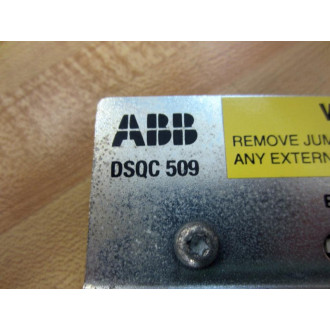 ABB
DSQC 509
REMOVE JUM
ANY EXTERN